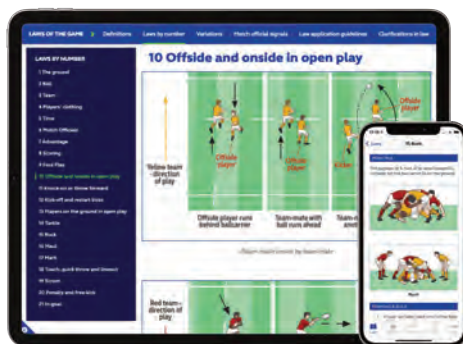 LAWS OF THE GAME
Definitions
Laws by number
Variations
Match official signals
Law application guidelines
Clarifications in law
LAWS BY NUMBER
1 The ground
2 Ball
3 Team
4 Players' clothing
5 Time
6 Match Officials
7 Advantage
8 Scoring
9 Foul Play
10 Offside and onside in open play
11 Knock-on or throw forward
12 Kick-off and restart kicks
13 Players on the ground in open play
14 Tackle
15 Ruck
16 Maul
17 Mark
18 Touch, quick throw and lineout
19 Scrum
20 Penalty and free kick
21 In-goal
10 Offside and onside in open play
Yellow team -
direction
of play
Offside
player
Offside
player
Offside
player
Kicker
Offside player runs
behind ballcarrier
Team-mate with
ball runs ahead
Red team -
direction of
play
Maul